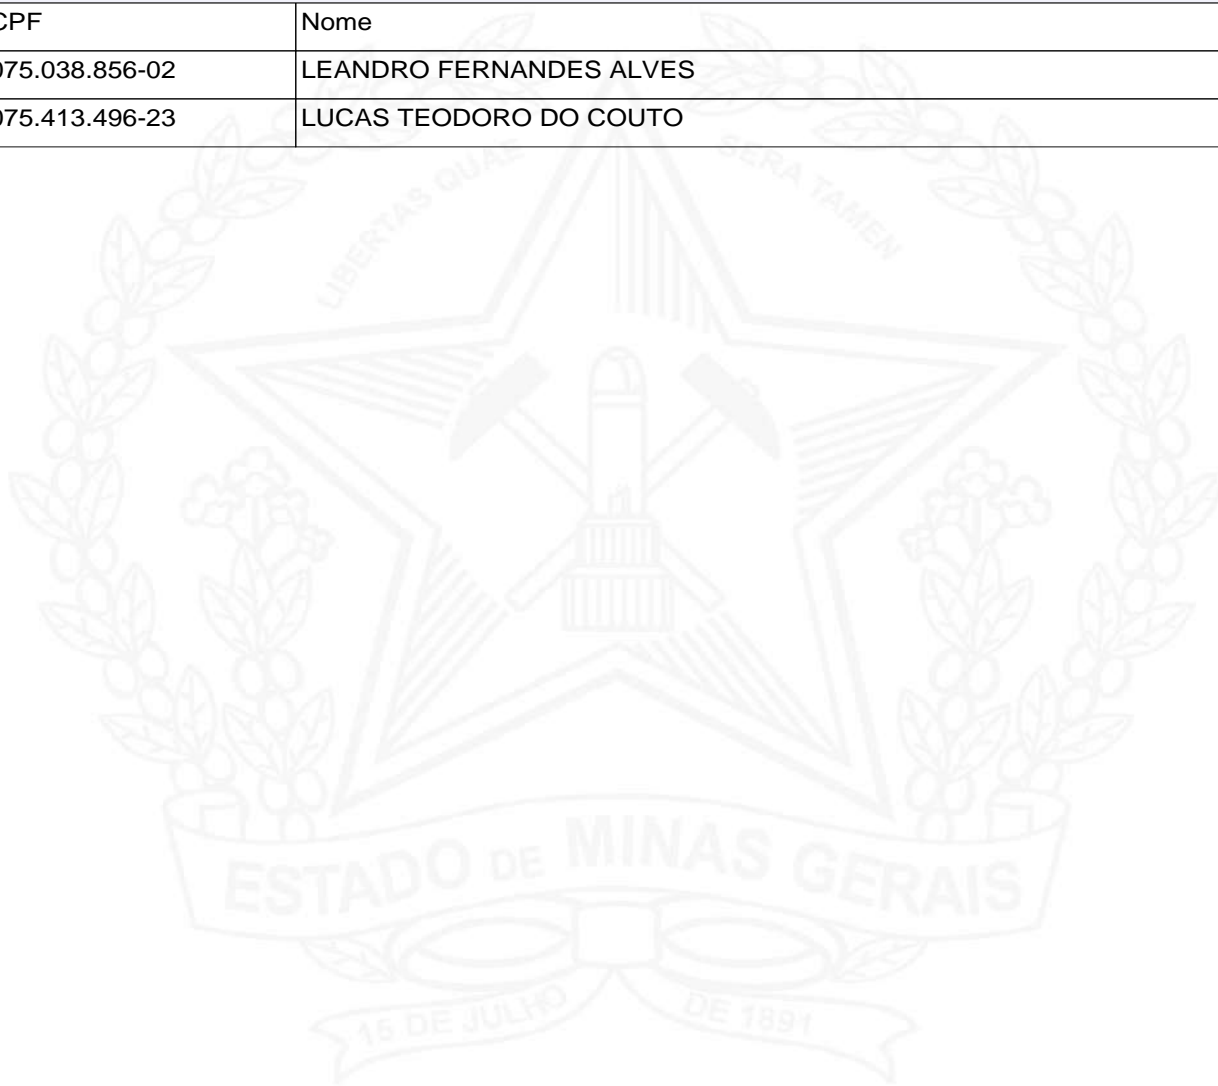 CPF Nome
075.038.856-02 LEANDRO FERNANDES ALVES
075.413.496-23 LUCAS TEODORO DO COUTO
LIBERTAS QUAE SERA TAMEN
ESTADO DE MINAS GERAIS
15 DE JULHO DE 1891